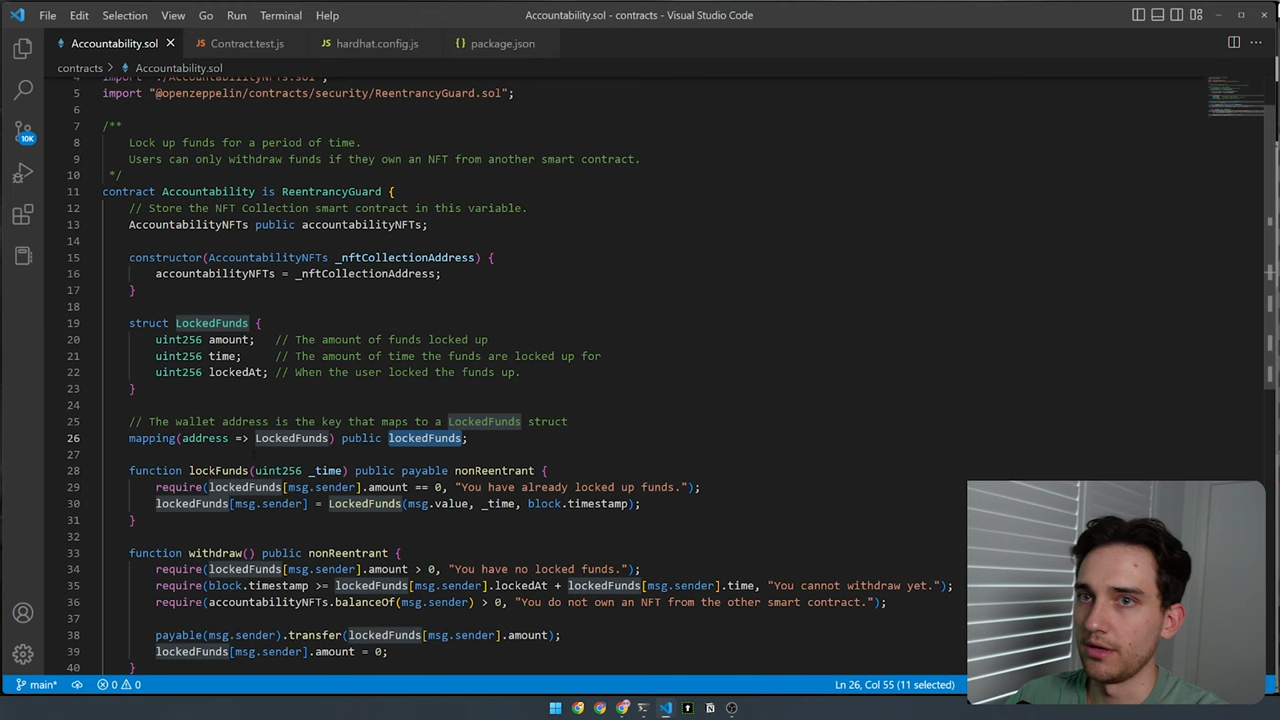 File Edit Selection View Go Run Terminal Help
Accountability.sol - contracts - Visual Studio Code
Accountability.sol Contract.test.js hardhat.config.js package.json
contracts > Accountability.sol
4 import "./AccountabilityNFTs.sol";
5 import "@openzeppelin/contracts/security/ReentrancyGuard.sol";
6
7 /**
8 Lock up funds for a period of time.
9 Users can only withdraw funds if they own an NFT from another smart contract.
10 */
11 contract Accountability is ReentrancyGuard {
12 // Store the NFT Collection smart contract in this variable.
13 AccountabilityNFTs public accountabilityNFTs;
14
15 constructor(AccountabilityNFTs _nftCollectionAddress) {
16 accountabilityNFTs = _nftCollectionAddress;
17 }
18
19 struct LockedFunds {
20 uint256 amount; // The amount of funds locked up
21 uint256 time; // The amount of time the funds are locked up for
22 uint256 lockedAt; // When the user locked the funds up.
23 }
24
25 // The wallet address is the key that maps to a LockedFunds struct
26 mapping(address => LockedFunds) public lockedFunds;
27
28 function lockFunds(uint256 _time) public payable nonReentrant {
29 require(lockedFunds[msg.sender].amount == 0, "You have already locked up funds.");
30 lockedFunds[msg.sender] = LockedFunds(msg.value, _time, block.timestamp);
31 }
32
33 function withdraw() public nonReentrant {
34 require(lockedFunds[msg.sender].amount > 0, "You have no locked funds.");
35 require(block.timestamp >= lockedFunds[msg.sender].lockedAt + lockedFunds[msg.sender].time, "You cannot withdraw yet.");
36 require(accountabilityNFTs.balanceOf(msg.sender) > 0, "You do not own an NFT from the other smart contract.");
37
38 payable(msg.sender).transfer(lockedFunds[msg.sender].amount);
39 lockedFunds[msg.sender].amount = 0;
40 }
10K
main* 0 0
Ln 26, Col 55 (11 selected)